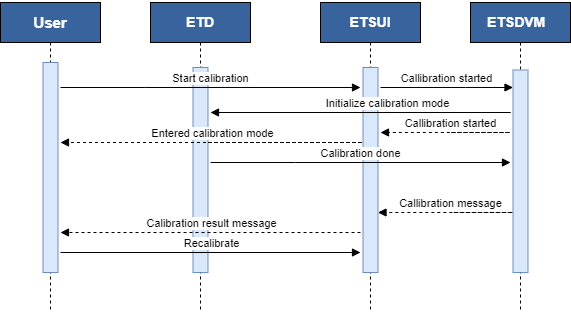 User
ETD
ETSUI
ETSDVM
Start calibration
Callibration started
Initialize calibration mode
Callibration started
Entered calibration mode
Calibration done
Callibration message
Calibration result message
Recalibrate